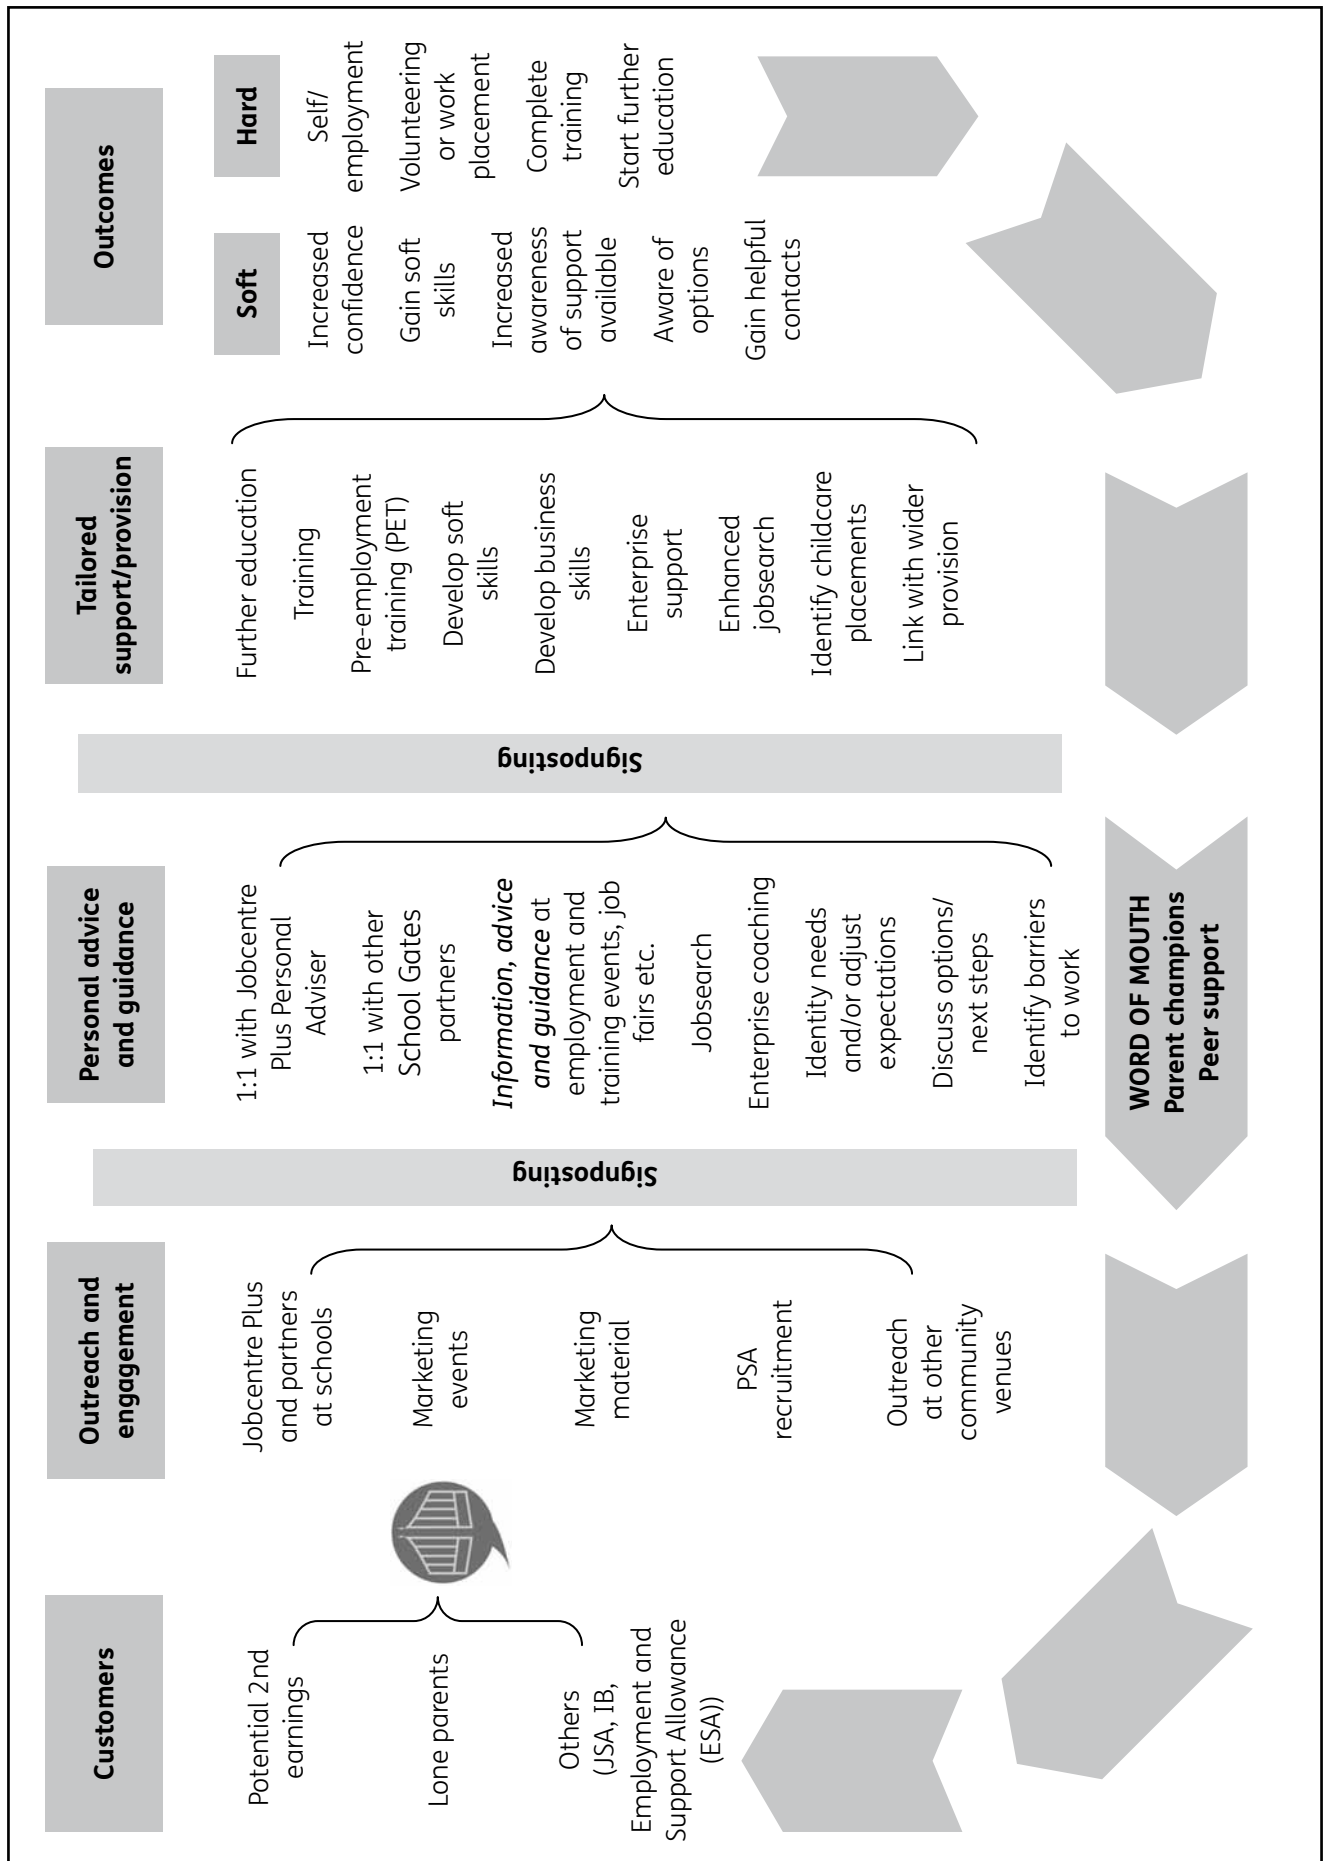 Customers
Potential 2nd
earnings
Lone parents
Others
(JSA, IB,
Employment and
Support Allowance
(ESA))
Outreach and
engagement
Jobcentre Plus
and partners
at schools
Marketing
events
Marketing
material
PSA
recruitment
Outreach
at other
community
venues
Signposting
Personal advice
and guidance
1:1 with Jobcentre
Plus Personal
Adviser
1:1 with other
School Gates
partners
Information, advice
and guidance at
employment and
training events, job
fairs etc.
Jobsearch
Enterprise coaching
Identity needs
and/or adjust
expectations
Discuss options/
next steps
Identify barriers
to work
Signposting
Tailored
support/provision
Further education
Training
Pre-employment
training (PET)
Develop soft
skills
Develop business
skills
Enterprise
support
Enhanced
jobsearch
Identify childcare
placements
Link with wider
provision
Outcomes
Soft
Increased
confidence
Gain soft
skills
Increased
awareness
of support
available
Aware of
options
Gain helpful
contacts
Hard
Self/
employment
Volunteering
or work
placement
Complete
training
Start further
education
WORD OF MOUTH
Parent champions
Peer support